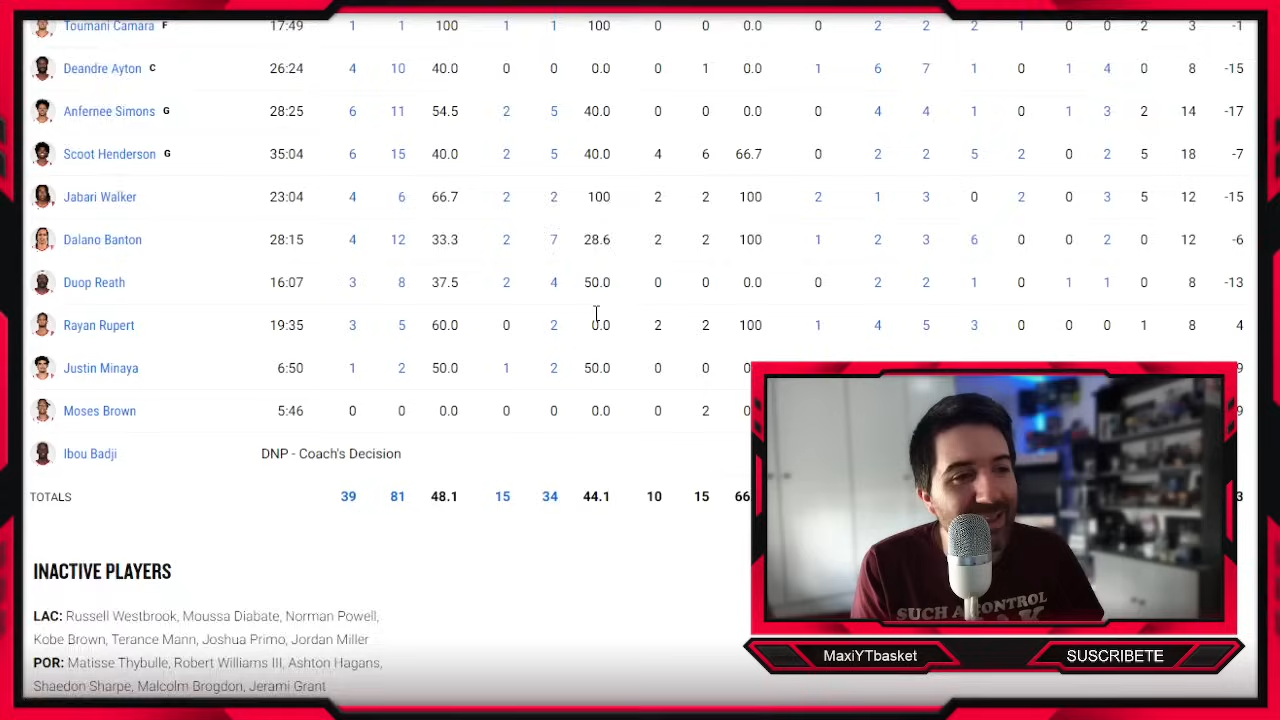 Toumani Camara F 17:49 1 1 100 1 1 100 0 0 0.0 0 2 2 2 1 0 0 2 3 -1
Deandre Ayton C 26:24 4 10 40.0 0 0 0.0 0 1 0.0 1 6 7 1 0 1 4 0 8 -15
Anfernee Simons G 28:25 6 11 54.5 2 5 40.0 0 0 0.0 0 4 4 1 0 1 3 2 14 -17
Scoot Henderson G 35:04 6 15 40.0 2 5 40.0 4 6 66.7 0 2 2 5 2 0 2 5 18 -7
Jabari Walker 23:04 4 6 66.7 2 2 100 2 2 100 2 1 3 0 2 0 3 5 12 -15
Dalano Banton 28:15 4 12 33.3 2 7 28.6 2 2 100 1 2 3 6 0 0 2 0 12 -6
Duop Reath 16:07 3 8 37.5 2 4 50.0 0 0 0.0 0 2 2 1 0 1 1 0 8 -13
Rayan Rupert 19:35 3 5 60.0 0 2 0.0 2 2 100 1 4 5 3 0 0 0 1 8 4
Justin Minaya 6:50 1 2 50.0 1 2 50.0 0 0
Moses Brown 5:46 0 0 0.0 0 0 0.0 0 2
Ibou Badji DNP - Coach's Decision
TOTALS 39 81 48.1 15 34 44.1 10 15
INACTIVE PLAYERS
LAC: Russell Westbrook, Moussa Diabate, Norman Powell,
Kobe Brown, Terance Mann, Joshua Primo, Jordan Miller
POR: Matisse Thybulle, Robert Williams III, Ashton Hagans,
Shaedon Sharpe, Malcolm Brogdon, Jerami Grant
SUCH A CONTROL
MaxiYTbasket
SUSCRIBETE